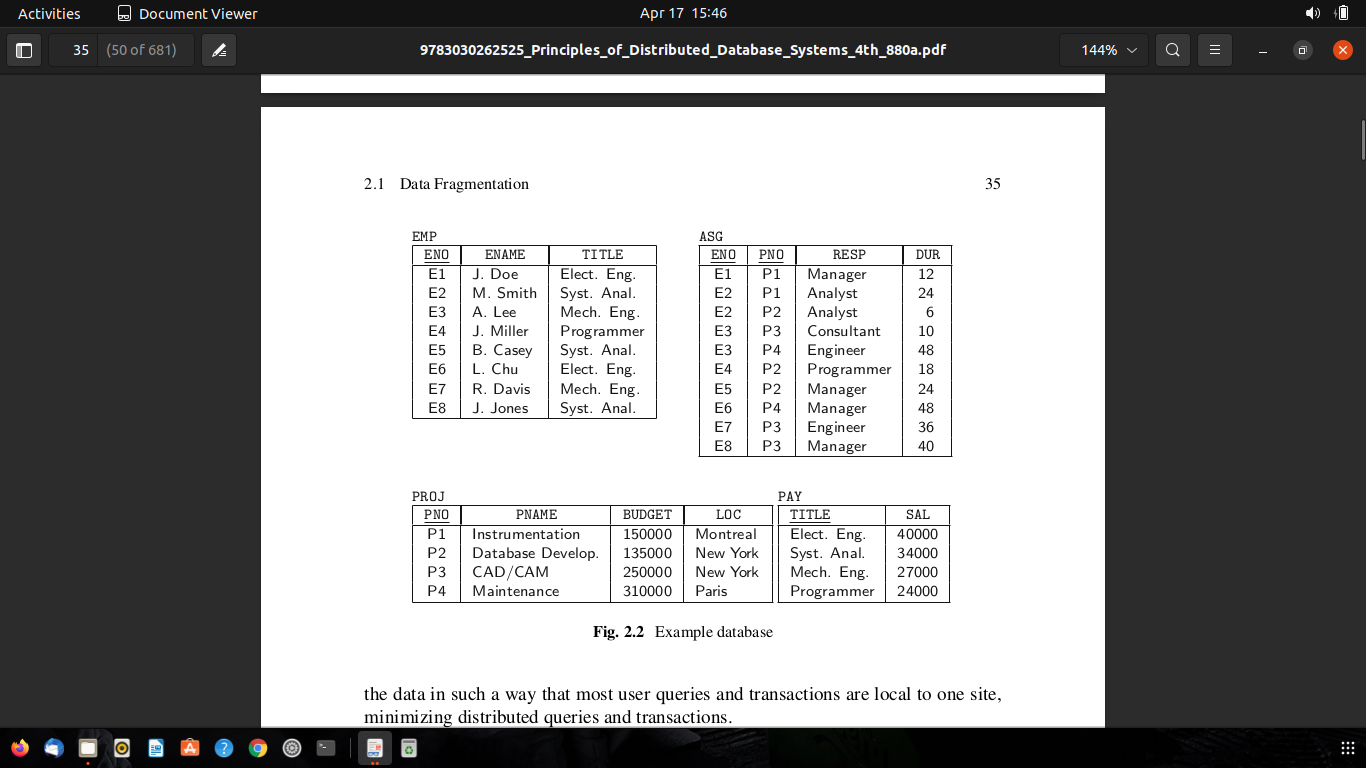 Activities Document Viewer Apr 17 15:46
35 (50 of 681) 9783030262525_Principles_of_Distributed_Database_Systems_4th_880a.pdf 144%
2.1 Data Fragmentation 35
EMP
ENO ENAME TITLE
E1 J. Doe Elect. Eng.
E2 M. Smith Syst. Anal.
E3 A. Lee Mech. Eng.
E4 J. Miller Programmer
E5 B. Casey Syst. Anal.
E6 L. Chu Elect. Eng.
E7 R. Davis Mech. Eng.
E8 J. Jones Syst. Anal.
ASG
ENO PNO RESP DUR
E1 P1 Manager 12
E2 P1 Analyst 24
E2 P2 Analyst 6
E3 P3 Consultant 10
E3 P4 Engineer 48
E4 P2 Programmer 18
E5 P2 Manager 24
E6 P4 Manager 48
E7 P3 Engineer 36
E8 P3 Manager 40
PROJ
PNO PNAME BUDGET LOC
P1 Instrumentation 150000 Montreal
P2 Database Develop. 135000 New York
P3 CAD/CAM 250000 New York
P4 Maintenance 310000 Paris
PAY
TITLE SAL
Elect. Eng. 40000
Syst. Anal. 34000
Mech. Eng. 27000
Programmer 24000
Fig. 2.2 Example database
the data in such a way that most user queries and transactions are local to one site,
minimizing distributed queries and transactions.